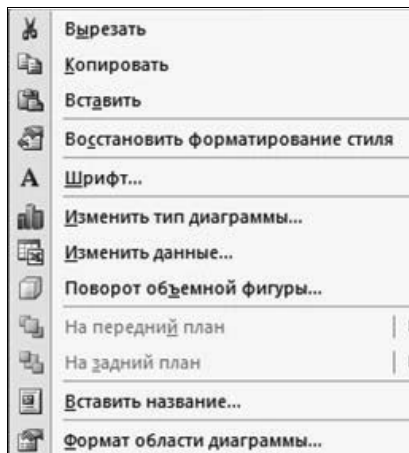 Вырезать
Копировать
Вставить
Восстановить форматирование стиля
Шрифт...
Изменить тип диаграммы...
Изменить данные...
Поворот объемной фигуры...
На передний план
На задний план
Вставить название...
Формат области диаграммы...